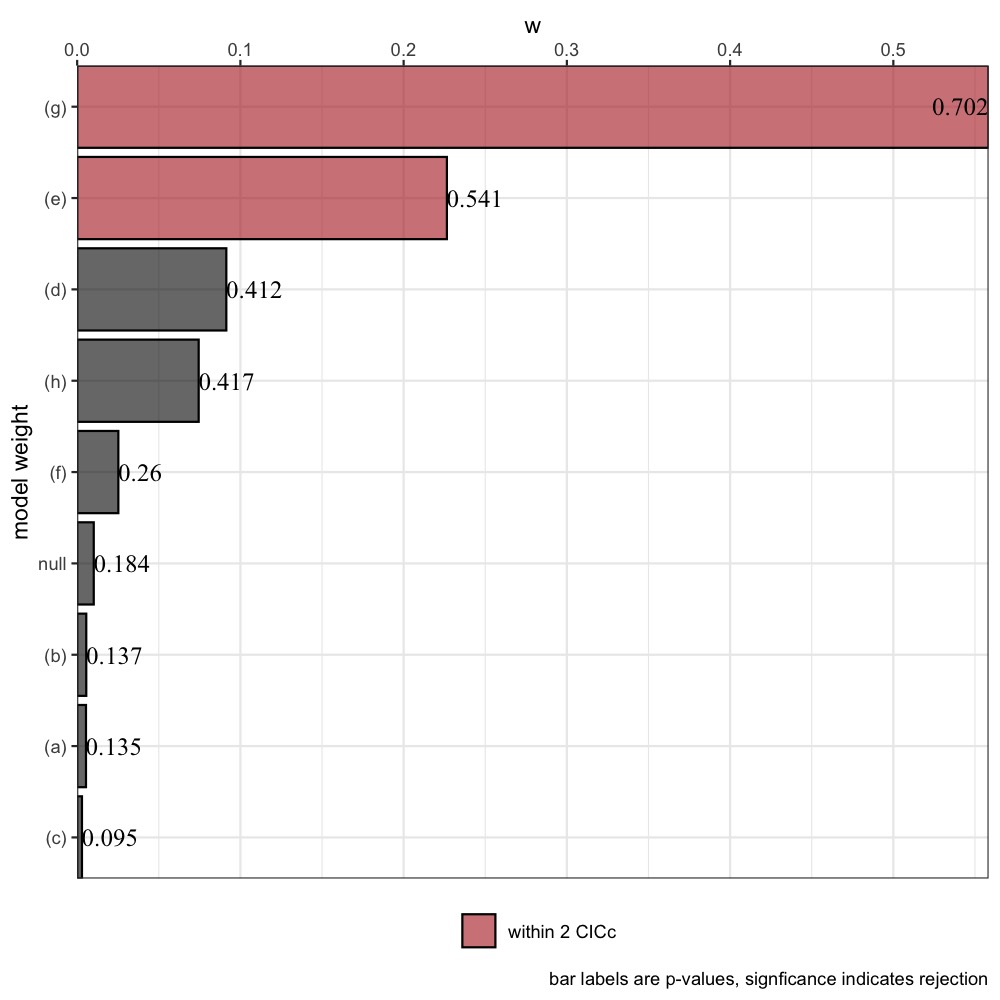 w
0.0 0.1 0.2 0.3 0.4 0.5
(g) 0.702
(e) 0.541
(d) 0.412
(h) 0.417
(f) 0.26
null 0.184
(b) 0.137
(a) 0.135
(c) 0.095
model weight
within 2 CICc
bar labels are p-values, signficance indicates rejection